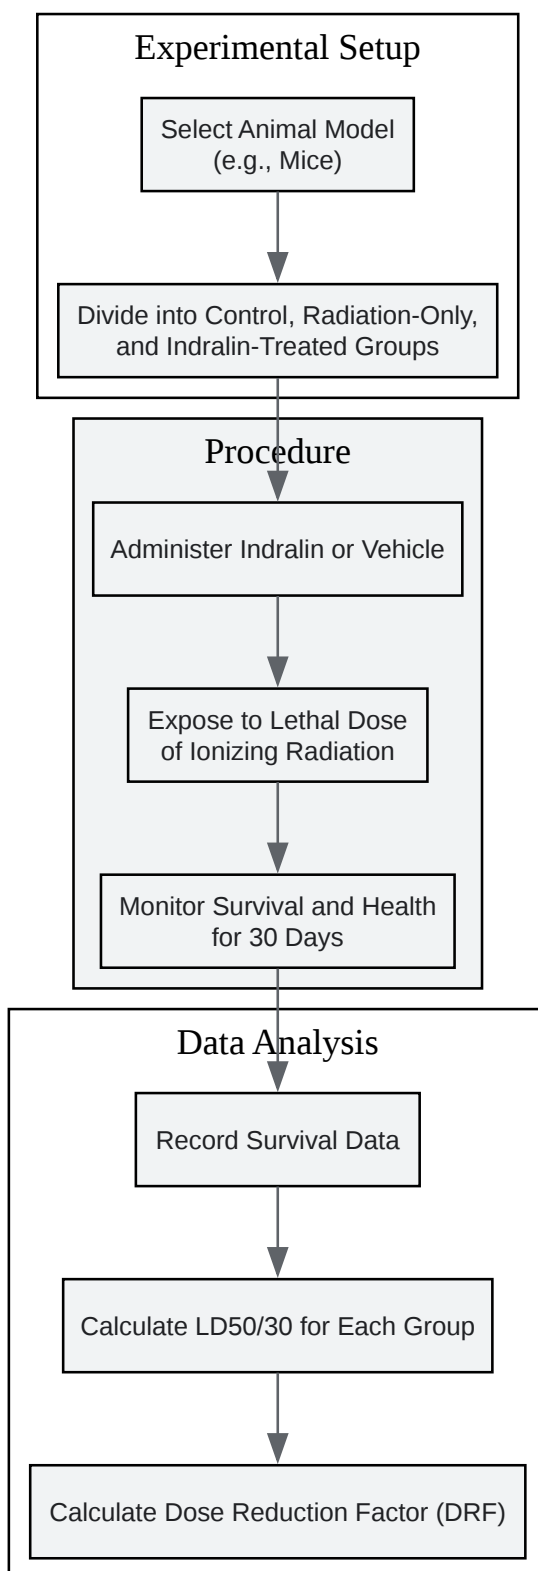 Experimental Setup
Select Animal Model
(e.g., Mice)
Divide into Control, Radiation-Only,
and Indralin-Treated Groups
Procedure
Administer Indralin or Vehicle
Expose to Lethal Dose
of Ionizing Radiation
Monitor Survival and Health
for 30 Days
Data Analysis
Record Survival Data
Calculate LD50/30 for Each Group
Calculate Dose Reduction Factor (DRF)